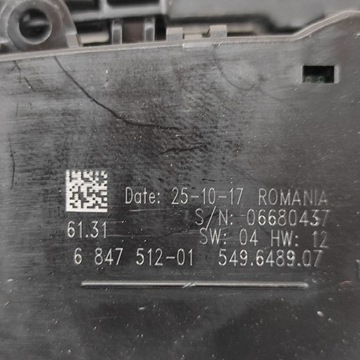 Date: 25-10-17 ROMANIA
S/N: 06680437
61.31 SW: 04 HW: 12
6 847 512-01 549.6489.07